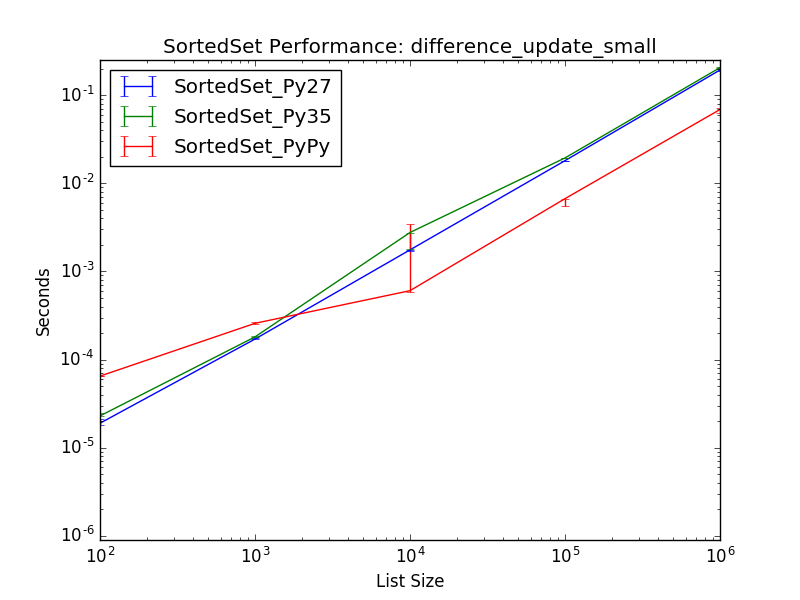 SortedSet Performance: difference_update_small
SortedSet_Py27
SortedSet_Py35
SortedSet_PyPy
10^-1
10^-2
10^-3
10^-4
10^-5
10^-6
Seconds
10^2 10^3 10^4 10^5 10^6
List Size